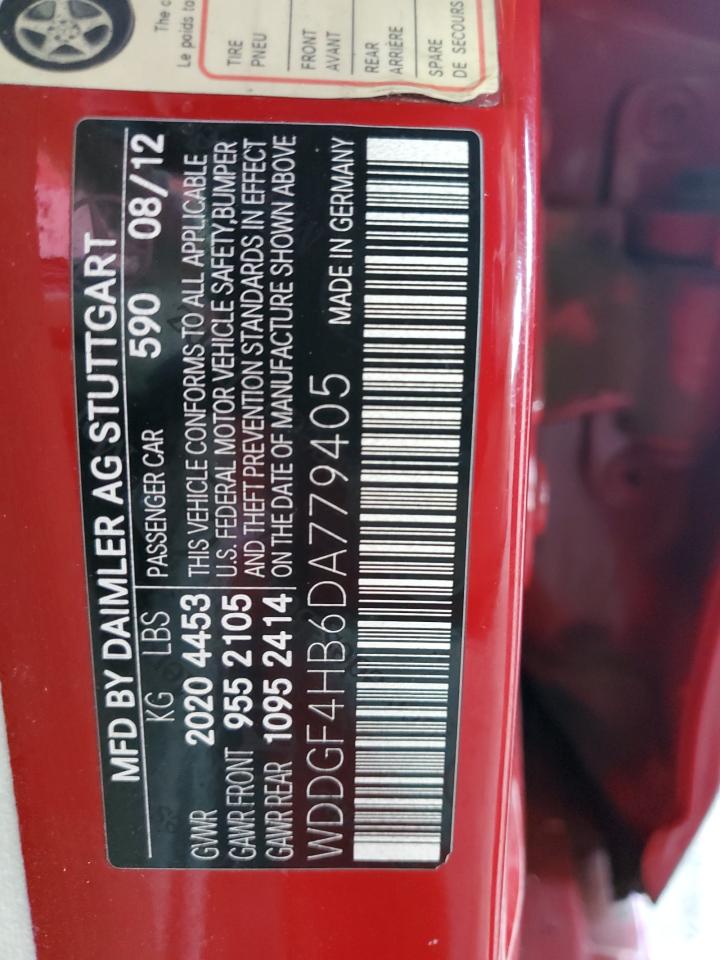 The c
Le poids to
TIRE
PNEU
FRONT
AVANT
REAR
ARRIÈRE
SPARE
DE SECOURS
MFD BY DAIMLER AG STUTTGART
KG LBS PASSENGER CAR 590 08/12
GVWR 2020 4453
GAWR FRONT 955 2105
GAWR REAR 1095 2414
THIS VEHICLE CONFORMS TO ALL APPLICABLE
U.S. FEDERAL MOTOR VEHICLE SAFETY,BUMPER
AND THEFT PREVENTION STANDARDS IN EFFECT
ON THE DATE OF MANUFACTURE SHOWN ABOVE
WDDGF4HB6DA779405 MADE IN GERMANY